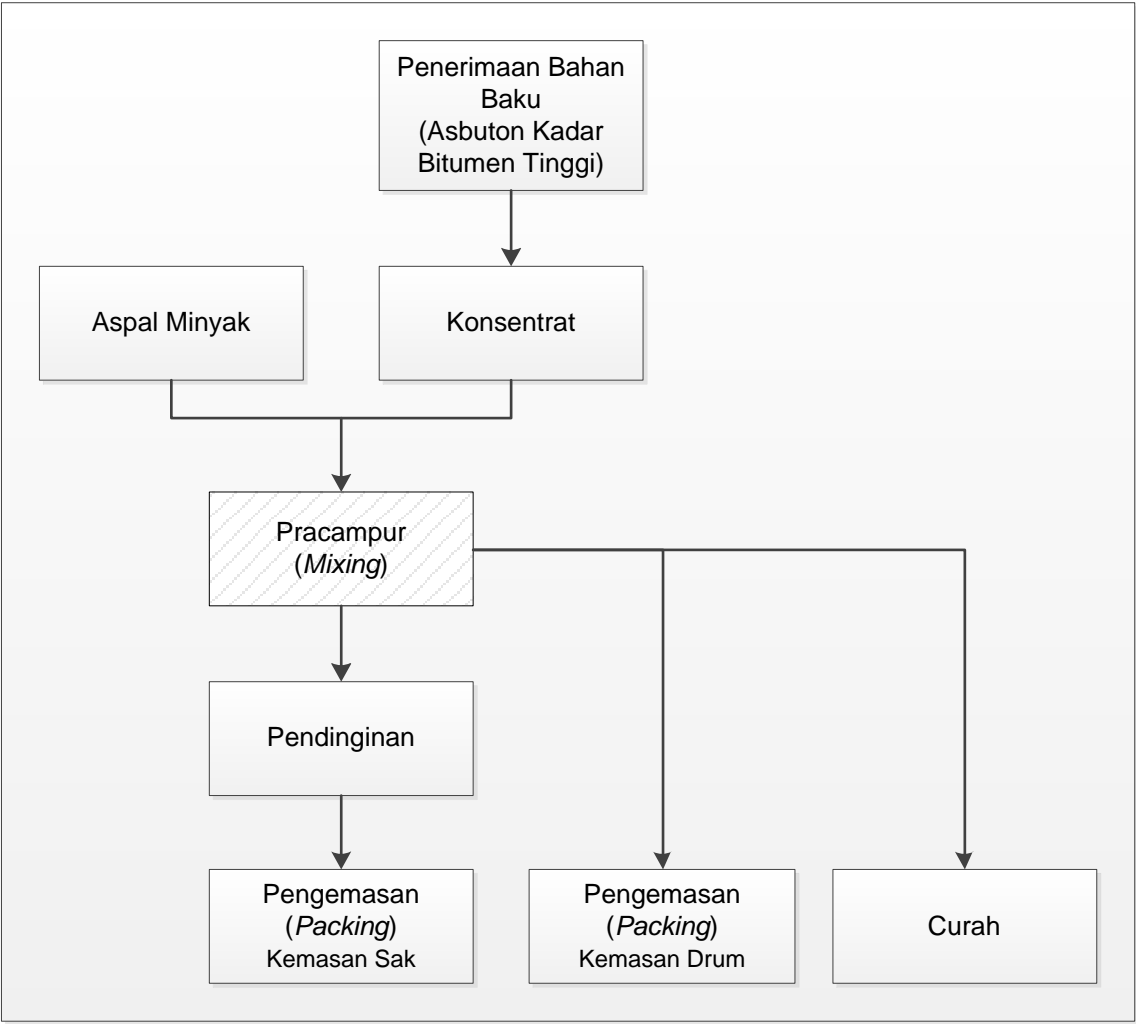 Penerimaan Bahan
Baku
(Asbuton Kadar
Bitumen Tinggi)
Aspal Minyak
Konsentrat
Pracampur
(Mixing)
Pendinginan
Pengemasan
(Packing)
Kemasan Sak
Pengemasan
(Packing)
Kemasan Drum
Curah